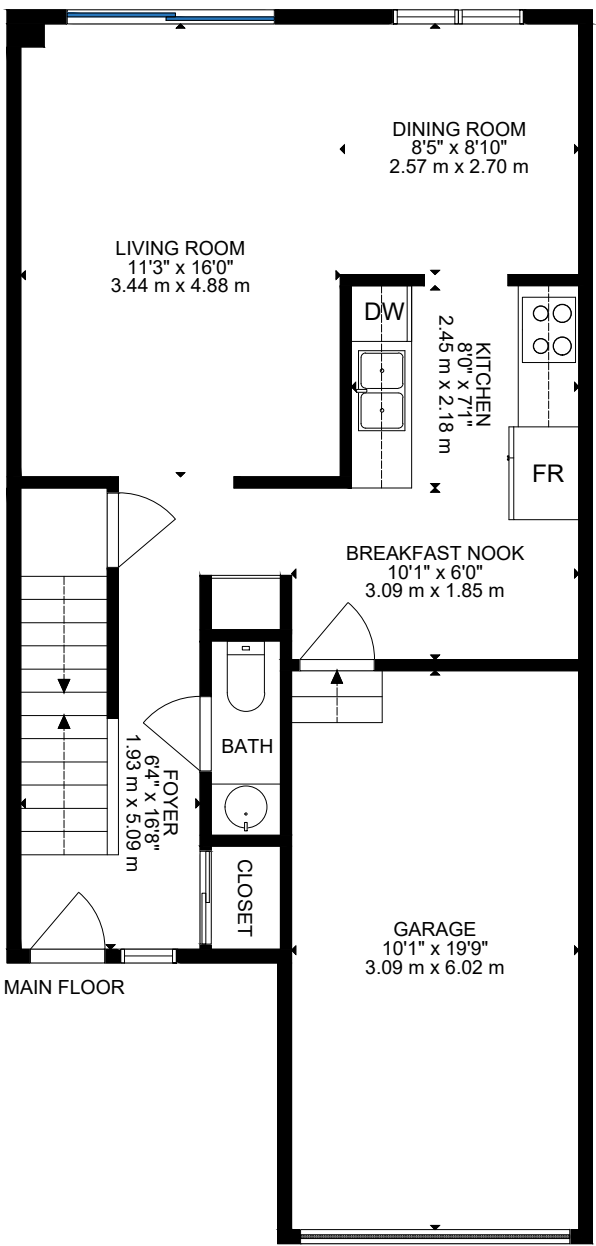 DINING ROOM
8'5" x 8'10"
2.57 m x 2.70 m
LIVING ROOM
11'3" x 16'0"
3.44 m x 4.88 m
DW
KITCHEN
8'0" x 7'1"
2.45 m x 2.18 m
FR
BREAKFAST NOOK
10'1" x 6'0"
3.09 m x 1.85 m
BATH
FOYER
6'4" x 16'8"
1.93 m x 5.09 m
CLOSET
GARAGE
10'1" x 19'9"
3.09 m x 6.02 m
MAIN FLOOR